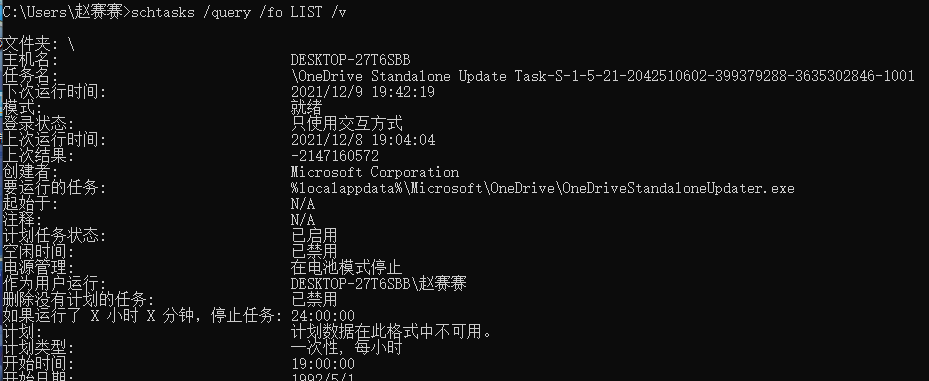 C:\Users\赵赛赛>schtasks /query /fo LIST /v
文件夹: \
主机名: DESKTOP-27T6SBB
任务名: \OneDrive Standalone Update Task-S-1-5-21-2042510602-399379288-3635302846-1001
下次运行时间: 2021/12/9 19:42:19
模式: 就绪
登录状态: 只使用交互方式
上次运行时间: 2021/12/8 19:04:04
上次结果: -2147160572
创建者: Microsoft Corporation
要运行的任务: %localappdata%\Microsoft\OneDrive\OneDriveStandaloneUpdater.exe
起始于: N/A
注释: N/A
计划任务状态: 已启用
空闲时间: 已禁用
电源管理: 在电池模式停止
作为用户运行: DESKTOP-27T6SBB\赵赛赛
删除没有计划的任务: 已禁用
如果运行了 X 小时 X 分钟，停止任务: 24:00:00
计划: 计划数据在此格式中不可用。
计划类型: 一次性, 每小时
开始时间: 19:00:00
开始日期: 1992/5/1